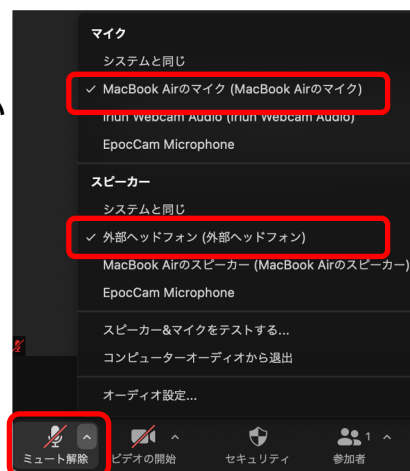 マイク
システムと同じ
✓ MacBook Airのマイク (MacBook Airのマイク)
Iriun Webcam Audio (Iriun Webcam Audio)
EpocCam Microphone
スピーカー
システムと同じ
✓ 外部ヘッドフォン (外部ヘッドフォン)
MacBook Airのスピーカー (MacBook Airのスピーカー)
EpocCam Microphone
スピーカー&マイクをテストする...
コンピューターオーディオから退出
オーディオ設定...
1
ミュート解除 ビデオの開始 セキュリティ 参加者